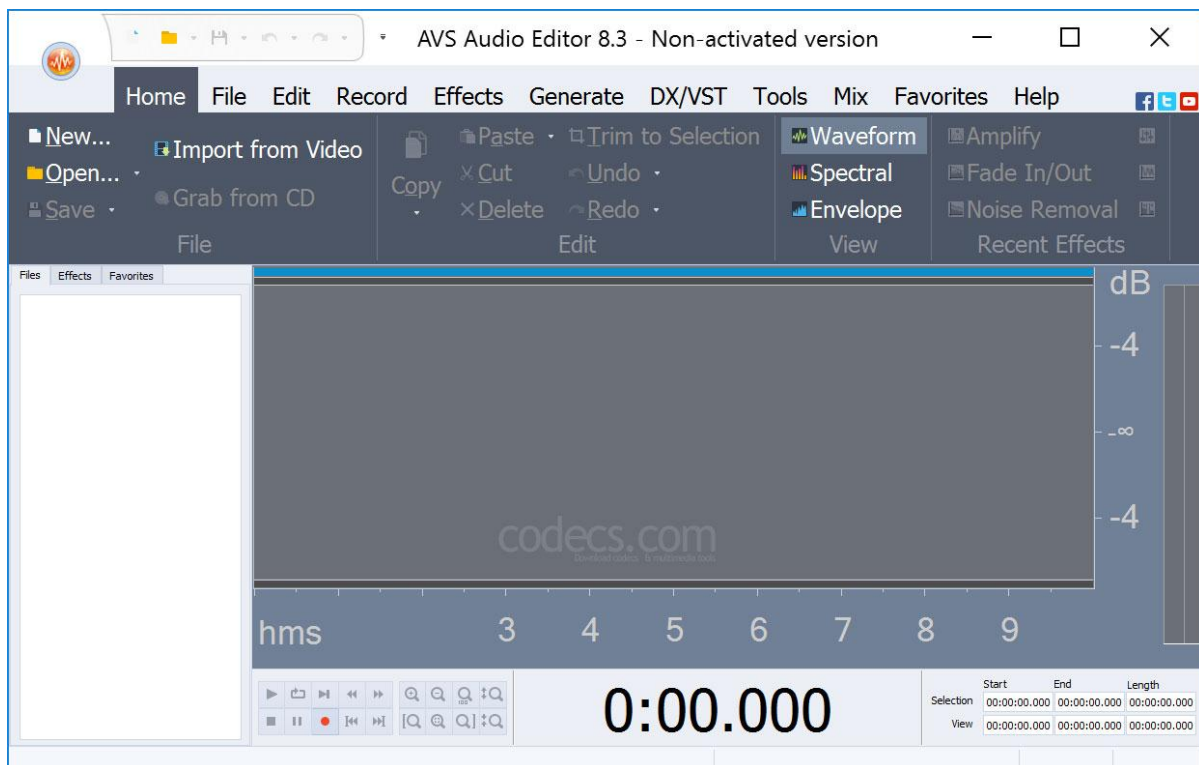 AVS Audio Editor 8.3 - Non-activated version
Home File Edit Record Effects Generate DX/VST Tools Mix Favorites Help
New...
Open...
Save
Import from Video
Grab from CD
File
Copy
Paste
Cut
Delete
Trim to Selection
Undo
Redo
Edit
Waveform
Spectral
Envelope
View
Amplify
Fade In/Out
Noise Removal
Recent Effects
Files Effects Favorites
dB
-4
-∞
-4
codecs.com
Download codecs & multimedia tools
hms 3 4 5 6 7 8 9
0:00.000
Start End Length
Selection 00:00:00.000 00:00:00.000 00:00:00.000
View 00:00:00.000 00:00:00.000 00:00:00.000